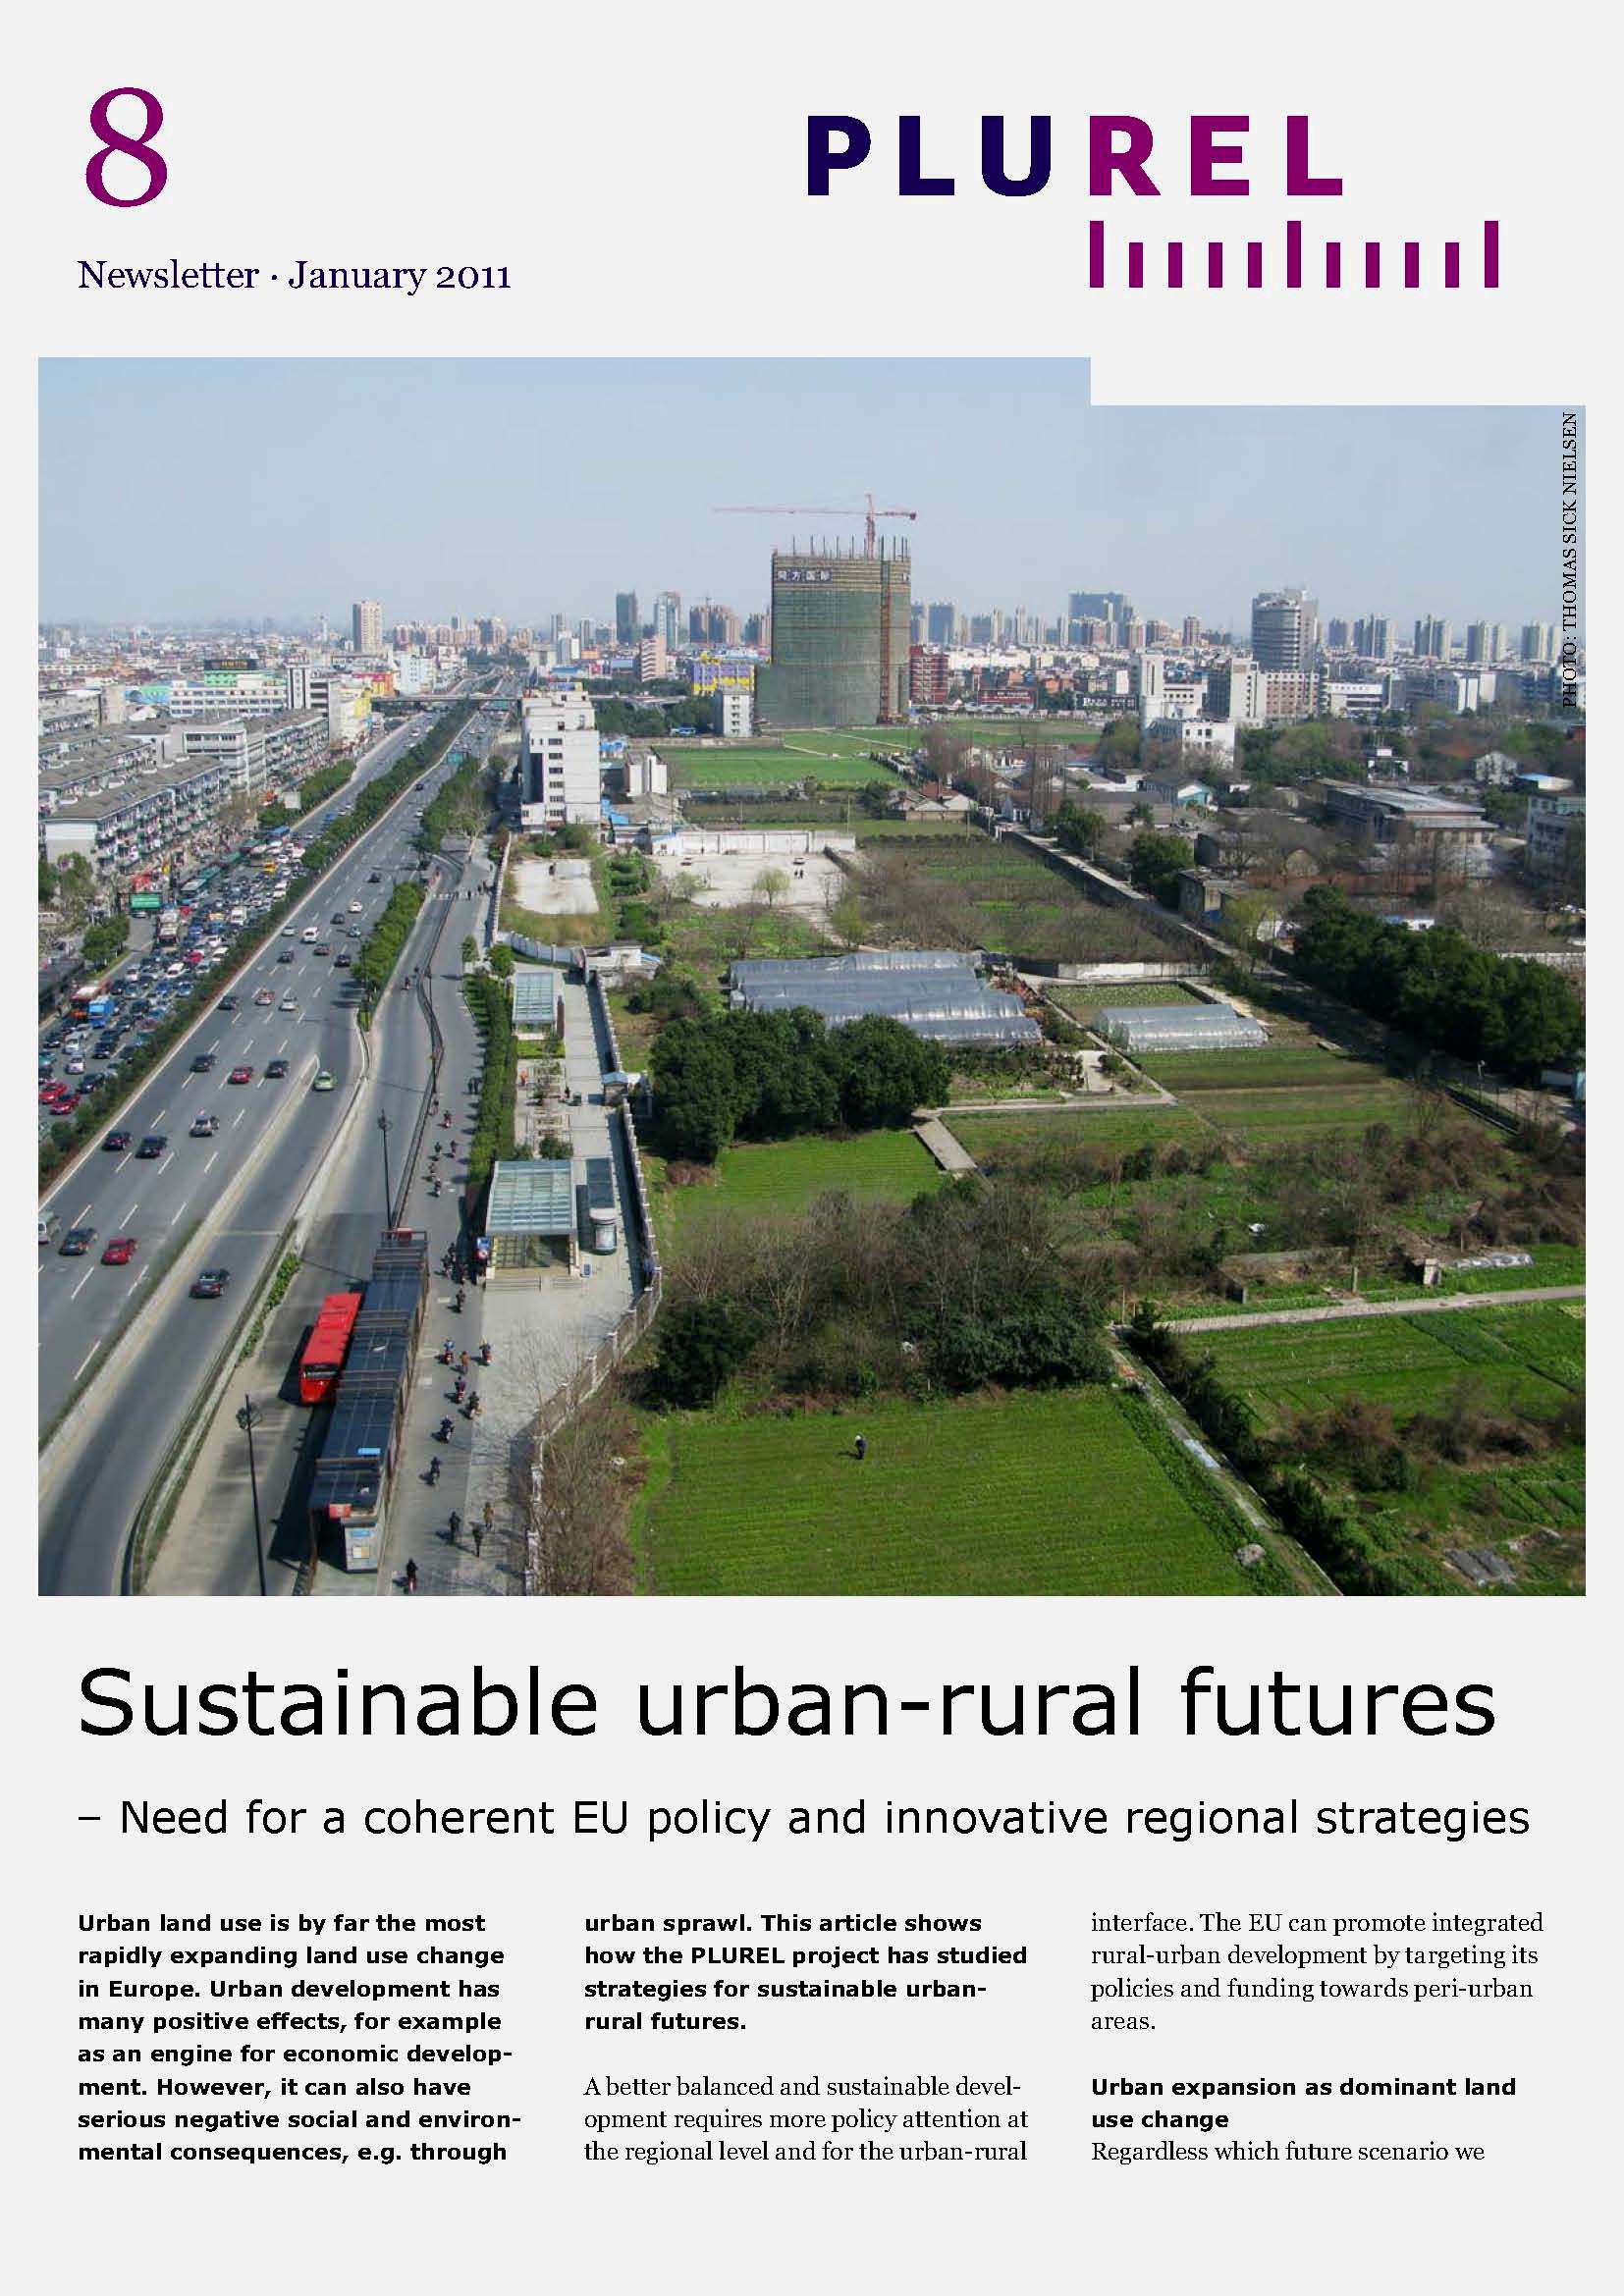 8
PLUREL
Newsletter · January 2011
PHOTO: THOMAS SICK NIELSEN
Sustainable urban-rural futures
– Need for a coherent EU policy and innovative regional strategies
Urban land use is by far the most
rapidly expanding land use change
in Europe. Urban development has
many positive effects, for example
as an engine for economic develop-
ment. However, it can also have
serious negative social and environ-
mental consequences, e.g. through
urban sprawl. This article shows
how the PLUREL project has studied
strategies for sustainable urban-
rural futures.
A better balanced and sustainable devel-
opment requires more policy attention at
the regional level and for the urban-rural
interface. The EU can promote integrated
rural-urban development by targeting its
policies and funding towards peri-urban
areas.
Urban expansion as dominant land
use change
Regardless which future scenario we